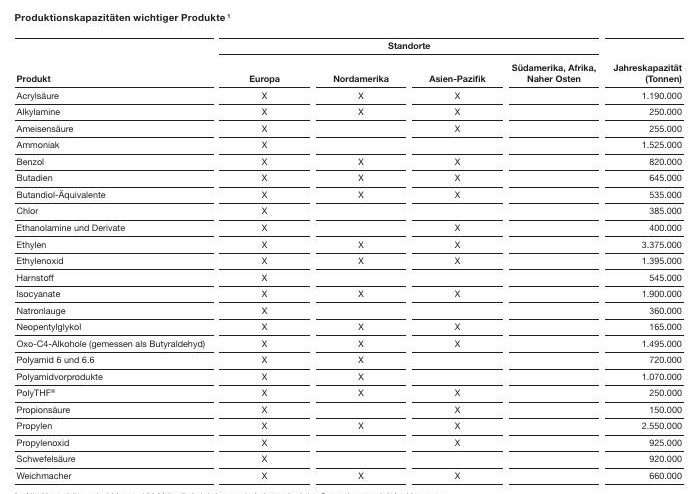 Produktionskapazitäten wichtiger Produkte ¹
Standorte
Südamerika, Afrika, Jahreskapazität
Produkt Europa Nordamerika Asien-Pazifik Naher Osten (Tonnen)
Acrylsäure X X X 1.190.000
Alkylamine X X X 250.000
Ameisensäure X X 255.000
Ammoniak X 1.525.000
Benzol X X X 820.000
Butadien X X X 645.000
Butandiol-Äquivalente X X X 535.000
Chlor X 385.000
Ethanolamine und Derivate X X 400.000
Ethylen X X X 3.375.000
Ethylenoxid X X X 1.395.000
Harnstoff X 545.000
Isocyanate X X X 1.900.000
Natronlauge X 360.000
Neopentylglykol X X X 165.000
Oxo-C4-Alkohole (gemessen als Butyraldehyd) X X X 1.495.000
Polyamid 6 und 6.6 X X 720.000
Polyamidvorprodukte X X 1.070.000
PolyTHF® X X X 250.000
Propionsäure X X 150.000
Propylen X X X 2.550.000
Propylenoxid X X 925.000
Schwefelsäure X 920.000
Weichmacher X X X 660.000